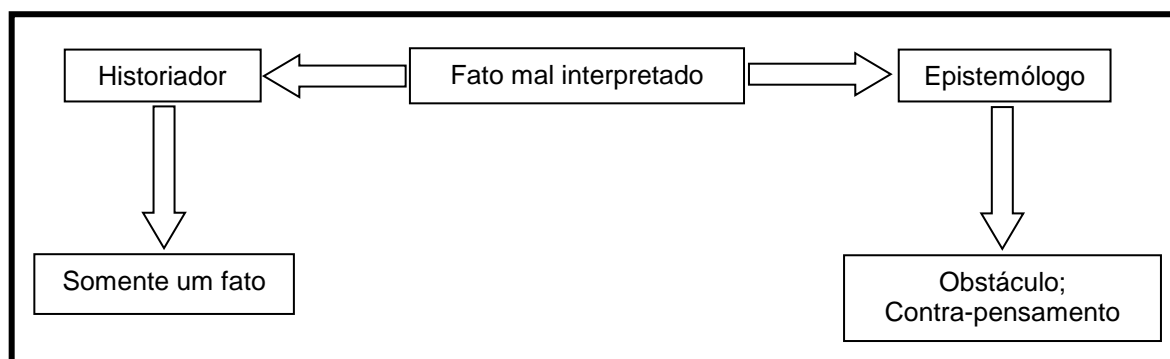 Historiador
Fato mal interpretado
Epistemólogo
Somente um fato
Obstáculo;
Contra-pensamento